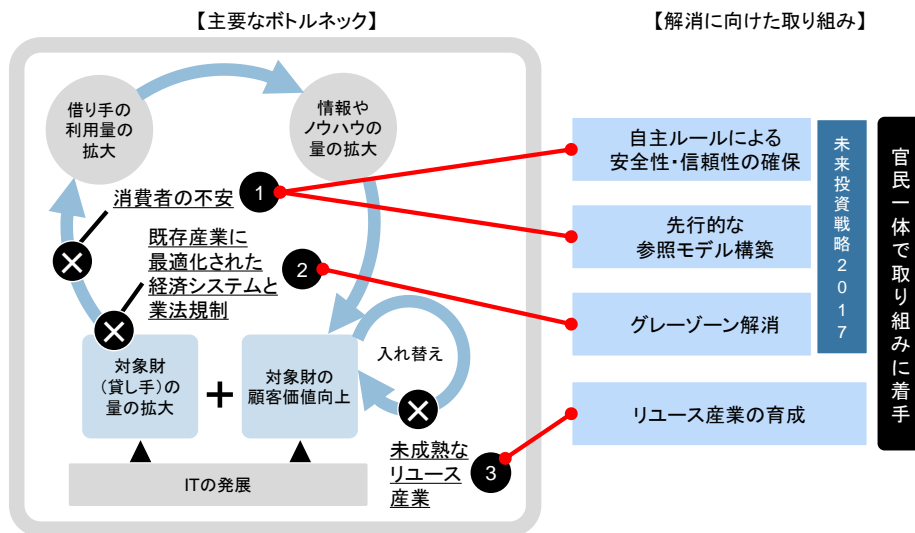 【主要なボトルネック】
【解消に向けた取り組み】
借り手の
利用量の
拡大
情報や
ノウハウの
量の拡大
消費者の不安
1
既存産業に
最適化された
経済システムと
業法規制
2
対象財
(貸し手)の
量の拡大
+
対象財の
顧客価値向上
入れ替え
未成熟な
リユース
産業
3
ITの発展
自主ルールによる
安全性・信頼性の確保
先行的な
参照モデル構築
グレーゾーン解消
リユース産業の育成
未来投資戦略2017
官民一体で取り組みに着手